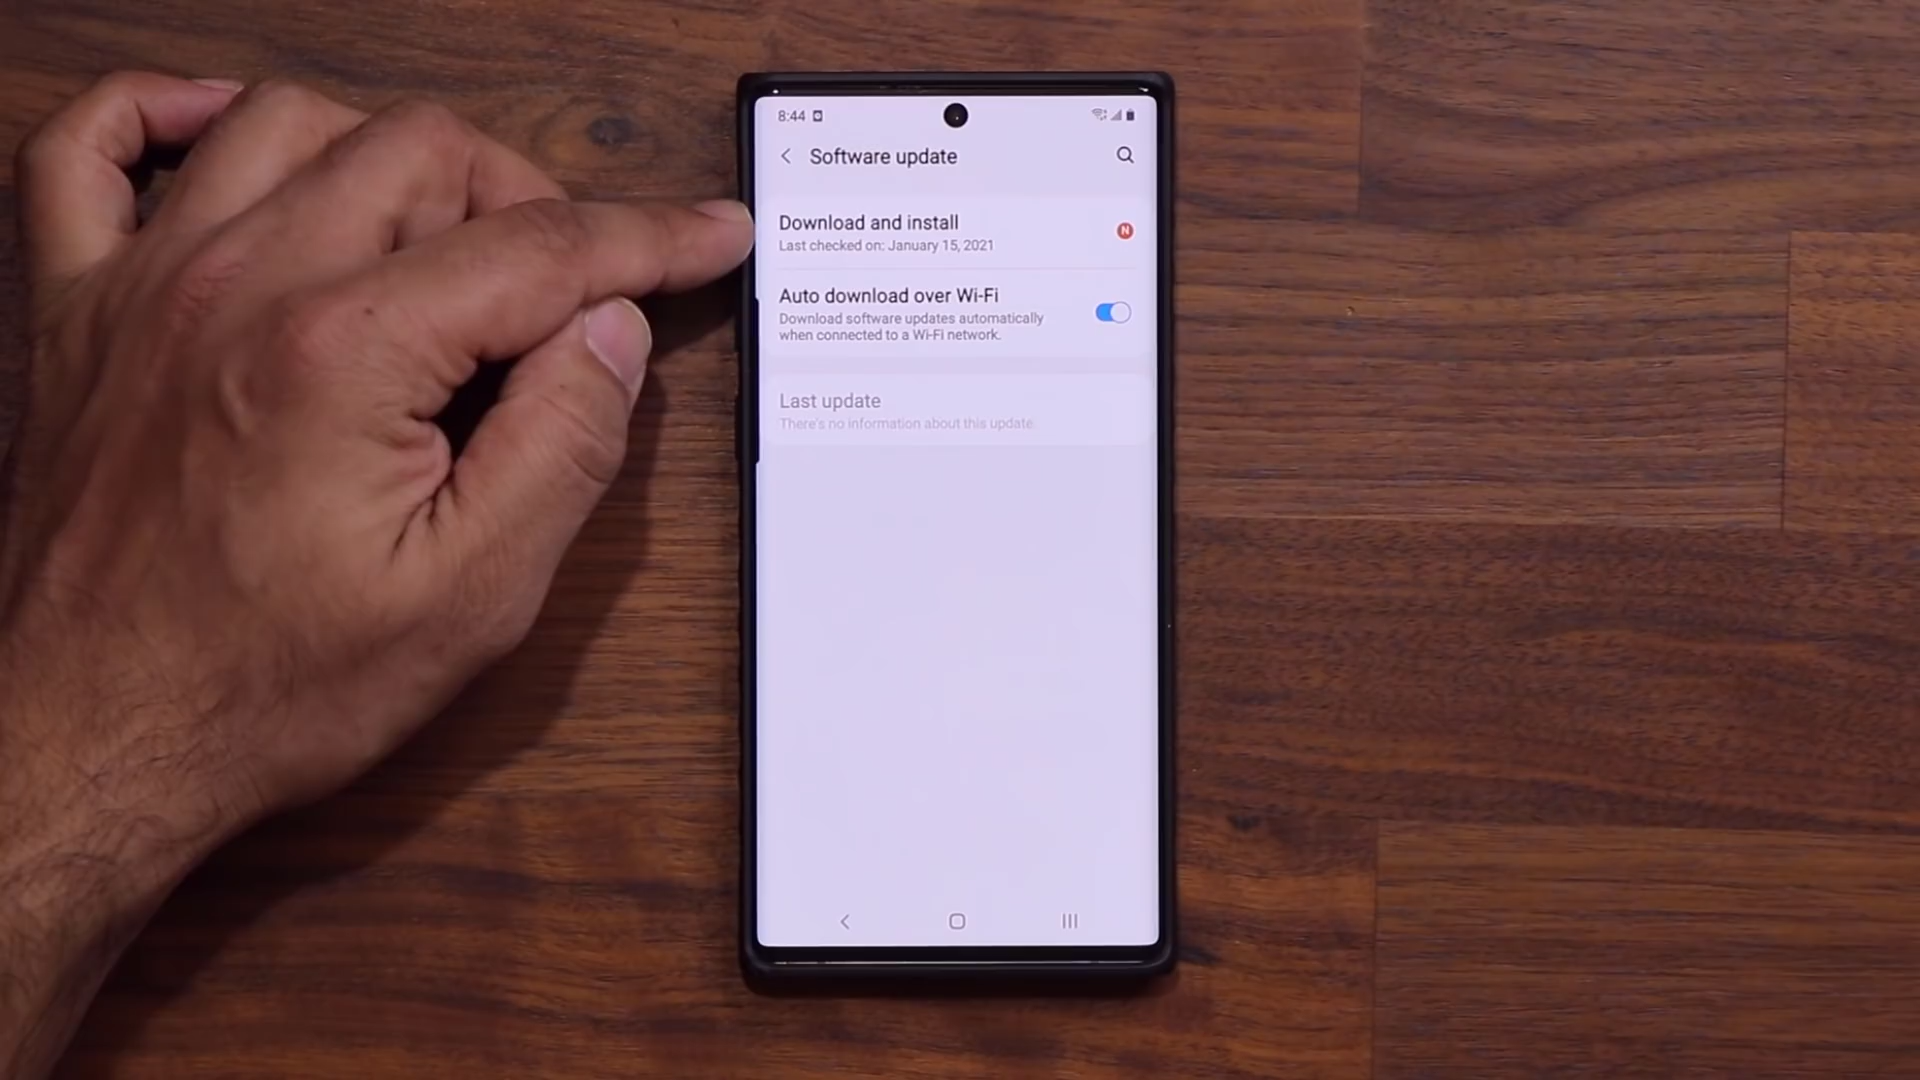 8:44
Software update
Download and install
N
Last checked on: January 15, 2021
Auto download over Wi-Fi
Download software updates automatically
when connected to a Wi-Fi network.
Last update
There's no information about this update.